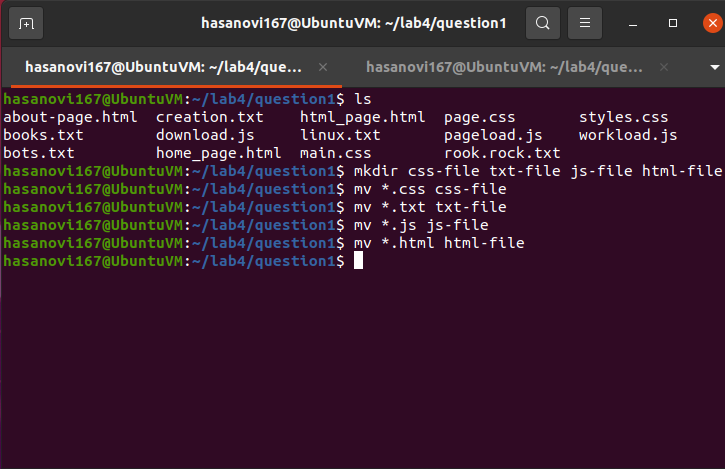 hasanovi167@UbuntuVM: ~/lab4/question1
hasanovi167@UbuntuVM: ~/lab4/que... × hasanovi167@UbuntuVM: ~/lab4/que... ×
hasanovi167@UbuntuVM:~/lab4/question1$ ls
about-page.html creation.txt html_page.html page.css styles.css
books.txt download.js linux.txt pageload.js workload.js
bots.txt home_page.html main.css rook.rock.txt
hasanovi167@UbuntuVM:~/lab4/question1$ mkdir css-file txt-file js-file html-file
hasanovi167@UbuntuVM:~/lab4/question1$ mv *.css css-file
hasanovi167@UbuntuVM:~/lab4/question1$ mv *.txt txt-file
hasanovi167@UbuntuVM:~/lab4/question1$ mv *.js js-file
hasanovi167@UbuntuVM:~/lab4/question1$ mv *.html html-file
hasanovi167@UbuntuVM:~/lab4/question1$